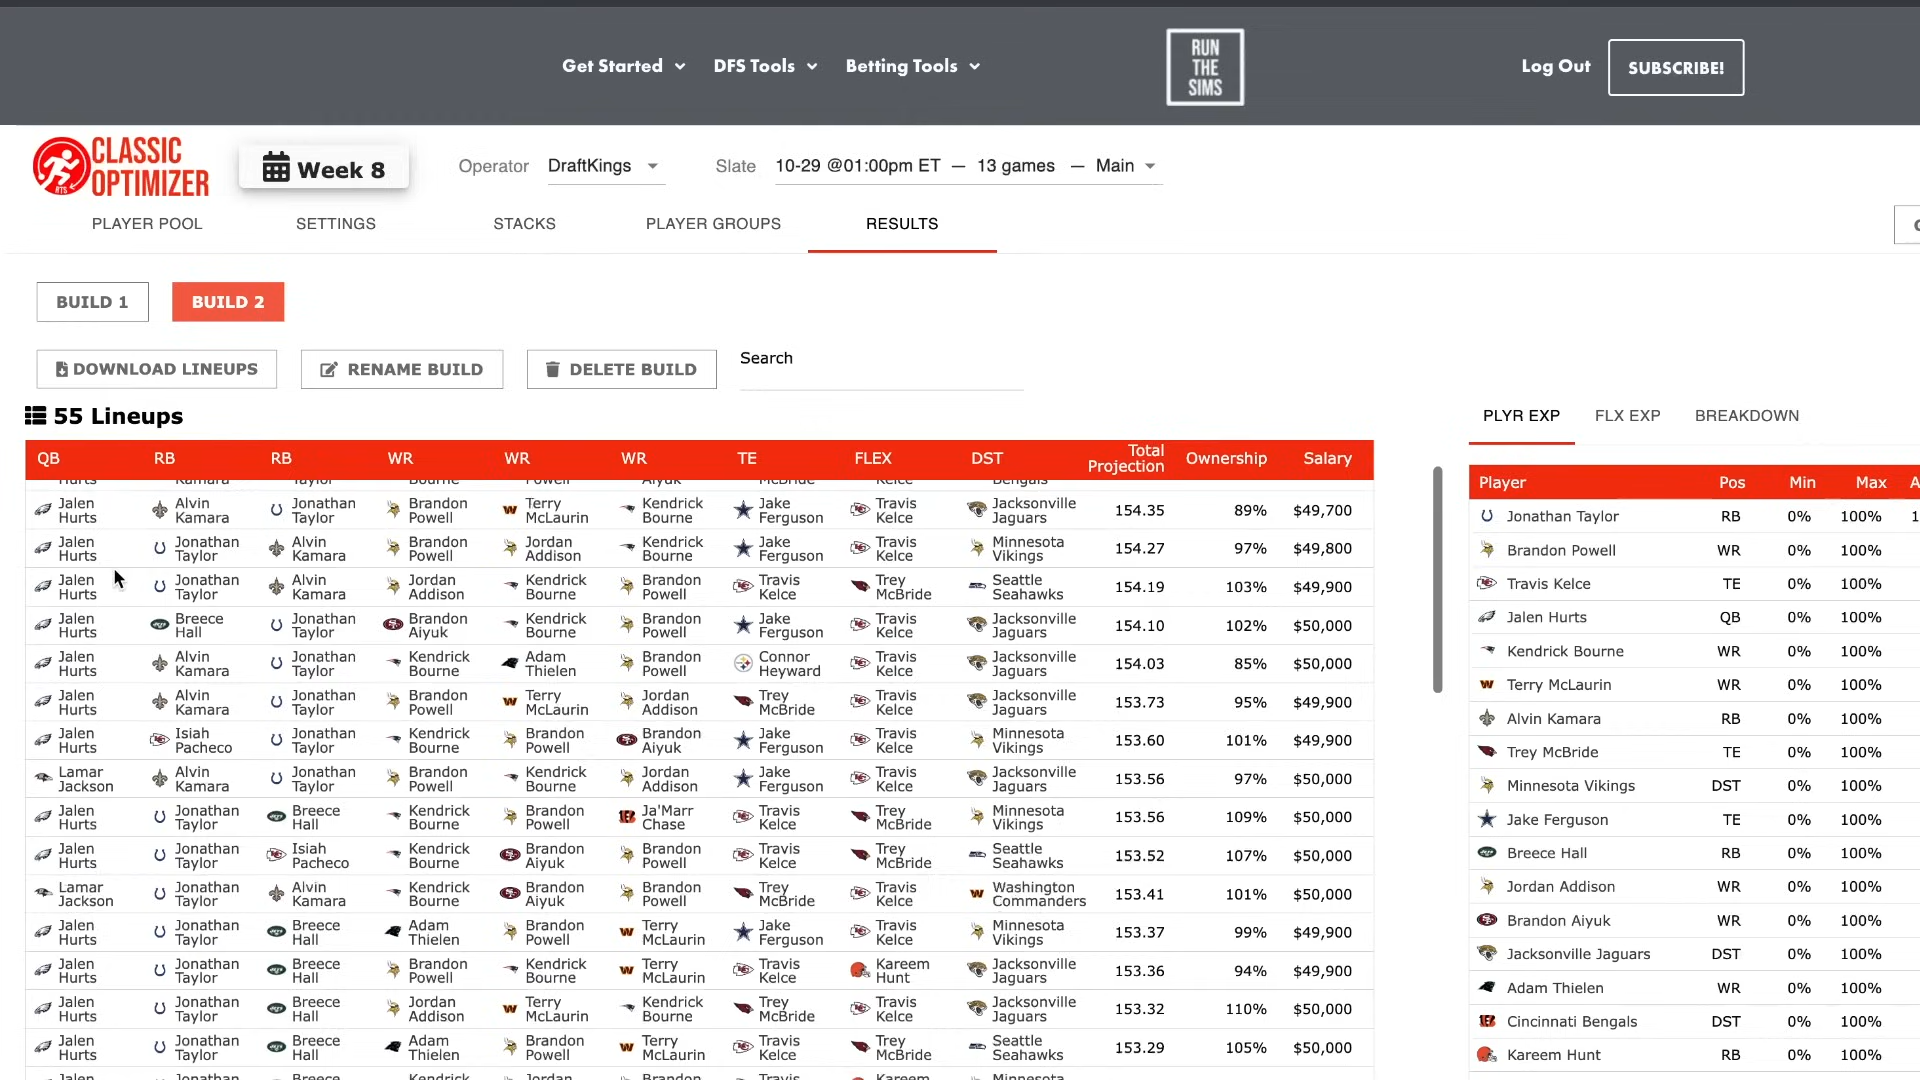 Get Started DFS Tools Betting Tools RUN THE SIMS Log Out SUBSCRIBE!
CLASSIC OPTIMIZER Week 8 Operator DraftKings Slate 10-29 @01:00pm ET — 13 games — Main
PLAYER POOL SETTINGS STACKS PLAYER GROUPS RESULTS
BUILD 1 BUILD 2
DOWNLOAD LINEUPS RENAME BUILD DELETE BUILD Search
55 Lineups
QB RB RB WR WR WR TE FLEX DST Total Projection Ownership Salary
Jalen Hurts Alvin Kamara Jonathan Taylor Brandon Powell Terry McLaurin Kendrick Bourne Jake Ferguson Travis Kelce Jacksonville Jaguars 154.35 89% $49,700
Jalen Hurts Jonathan Taylor Alvin Kamara Brandon Powell Jordan Addison Kendrick Bourne Jake Ferguson Travis Kelce Minnesota Vikings 154.27 97% $49,800
Jalen Hurts Jonathan Taylor Alvin Kamara Jordan Addison Kendrick Bourne Brandon Powell Travis Kelce Trey McBride Seattle Seahawks 154.19 103% $49,900
Jalen Hurts Breece Hall Jonathan Taylor Brandon Aiyuk Kendrick Bourne Brandon Powell Jake Ferguson Travis Kelce Jacksonville Jaguars 154.10 102% $50,000
Jalen Hurts Alvin Kamara Jonathan Taylor Kendrick Bourne Adam Thielen Brandon Powell Connor Heyward Travis Kelce Jacksonville Jaguars 154.03 85% $50,000
Jalen Hurts Alvin Kamara Jonathan Taylor Brandon Powell Terry McLaurin Jordan Addison Trey McBride Travis Kelce Jacksonville Jaguars 153.73 95% $49,900
Jalen Hurts Isiah Pacheco Jonathan Taylor Kendrick Bourne Brandon Powell Brandon Aiyuk Jake Ferguson Travis Kelce Minnesota Vikings 153.60 101% $49,900
Lamar Jackson Alvin Kamara Jonathan Taylor Brandon Powell Kendrick Bourne Jordan Addison Jake Ferguson Travis Kelce Jacksonville Jaguars 153.56 97% $50,000
Jalen Hurts Jonathan Taylor Breece Hall Kendrick Bourne Brandon Powell Ja'Marr Chase Travis Kelce Trey McBride Minnesota Vikings 153.56 109% $50,000
Jalen Hurts Jonathan Taylor Isiah Pacheco Kendrick Bourne Brandon Aiyuk Brandon Powell Travis Kelce Trey McBride Seattle Seahawks 153.52 107% $50,000
Lamar Jackson Jonathan Taylor Alvin Kamara Kendrick Bourne Brandon Aiyuk Brandon Powell Trey McBride Travis Kelce Washington Commanders 153.41 101% $50,000
Jalen Hurts Jonathan Taylor Breece Hall Adam Thielen Brandon Powell Terry McLaurin Jake Ferguson Travis Kelce Minnesota Vikings 153.37 99% $49,900
Jalen Hurts Jonathan Taylor Breece Hall Brandon Powell Kendrick Bourne Terry McLaurin Travis Kelce Kareem Hunt Jacksonville Jaguars 153.36 94% $49,900
Jalen Hurts Jonathan Taylor Breece Hall Jordan Addison Terry McLaurin Kendrick Bourne Trey McBride Travis Kelce Jacksonville Jaguars 153.32 110% $50,000
Jalen Hurts Jonathan Taylor Breece Hall Adam Thielen Brandon Powell Terry McLaurin Travis Kelce Trey McBride Seattle Seahawks 153.29 105% $50,000
PLYR EXP FLX EXP BREAKDOWN
Player Pos Min Max A
Jonathan Taylor RB 0% 100% 1
Brandon Powell WR 0% 100%
Travis Kelce TE 0% 100%
Jalen Hurts QB 0% 100%
Kendrick Bourne WR 0% 100%
Terry McLaurin WR 0% 100%
Alvin Kamara RB 0% 100%
Trey McBride TE 0% 100%
Minnesota Vikings DST 0% 100%
Jake Ferguson TE 0% 100%
Breece Hall RB 0% 100%
Jordan Addison WR 0% 100%
Brandon Aiyuk WR 0% 100%
Jacksonville Jaguars DST 0% 100%
Adam Thielen WR 0% 100%
Cincinnati Bengals DST 0% 100%
Kareem Hunt RB 0% 100%